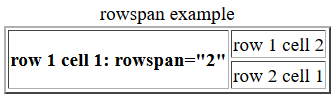 rowspan example
row 1 cell 1: rowspan="2"
row 1 cell 2
row 2 cell 1